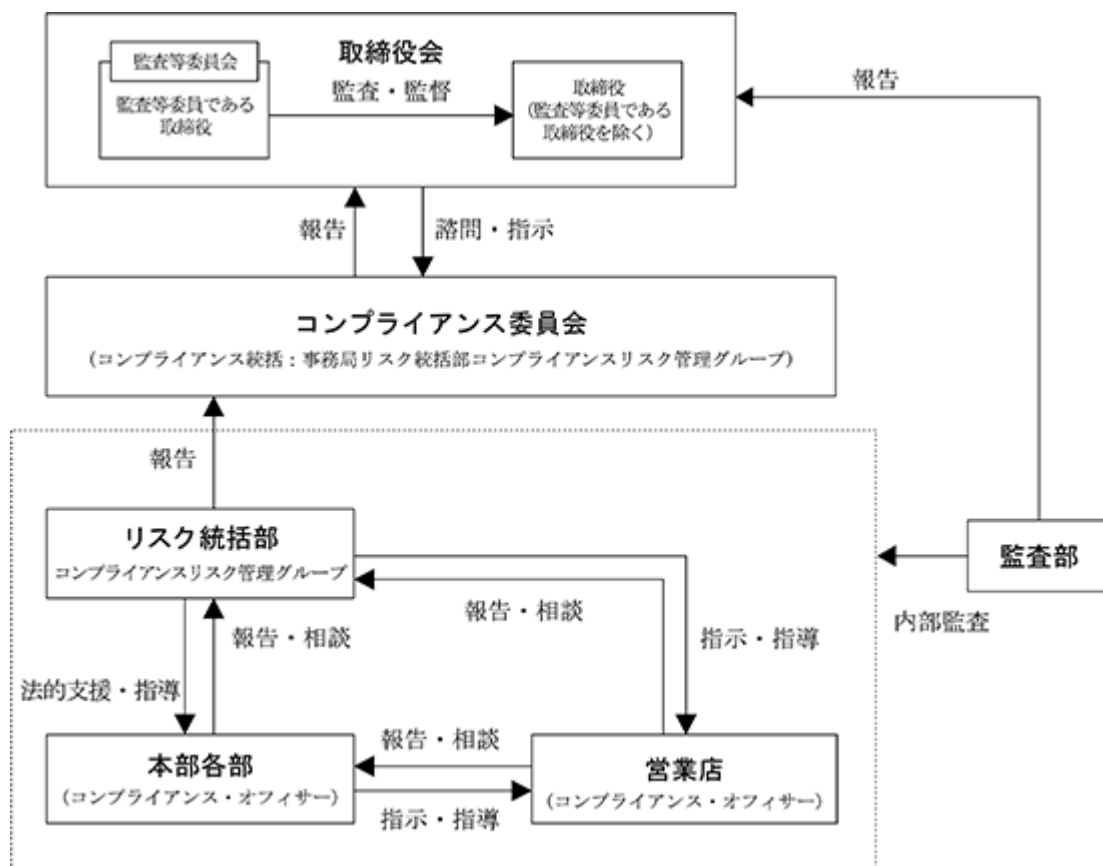 取締役会
監査等委員会
監査等委員である
取締役
監査・監督
取締役
(監査等委員である
取締役を除く)
報告
報告
諮問・指示
コンプライアンス委員会
(コンプライアンス統括：事務局リスク統括部コンプライアンスリスク管理グループ)
報告
リスク統括部
コンプライアンスリスク管理グループ
監査部
内部監査
報告・相談
報告・相談
指示・指導
法的支援・指導
報告・相談
本部各部
(コンプライアンス・オフィサー)
営業店
(コンプライアンス・オフィサー)
指示・指導